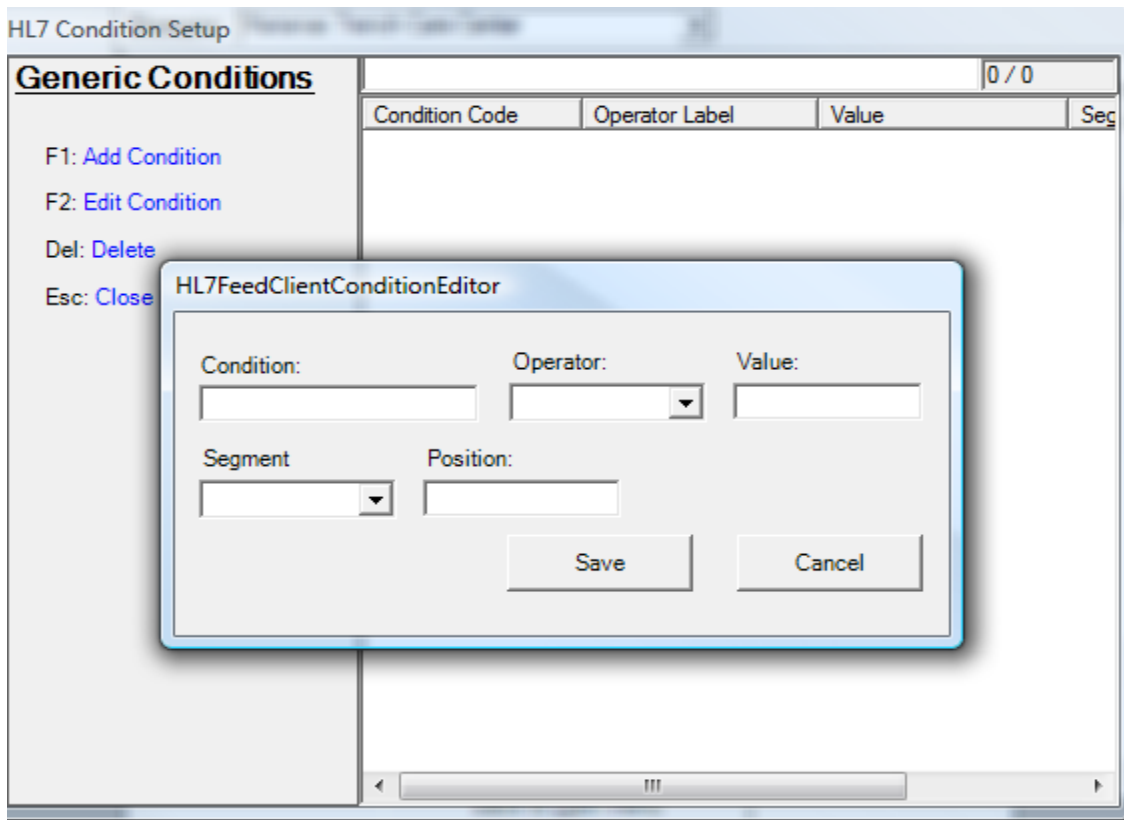 HL7 Condition Setup
Generic Conditions
0 / 0
Condition Code Operator Label Value Seg
F1: Add Condition
F2: Edit Condition
Del: Delete
Esc: Close
HL7FeedClientConditionEditor
Condition: Operator: Value:
Segment Position:
Save Cancel